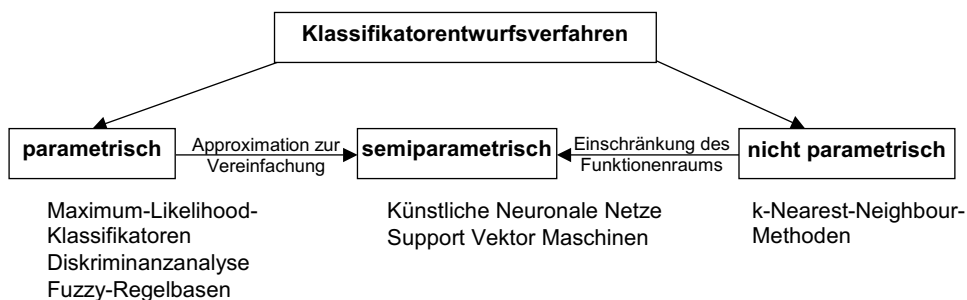 Klassifikatorentwurfsverfahren
parametrisch
Approximation zur
Vereinfachung
semiparametrisch
Einschränkung des
Funktionenraums
nicht parametrisch
Maximum-Likelihood-
Klassifikatoren
Diskriminanzanalyse
Fuzzy-Regelbasen
Künstliche Neuronale Netze
Support Vektor Maschinen
k-Nearest-Neighbour-
Methoden